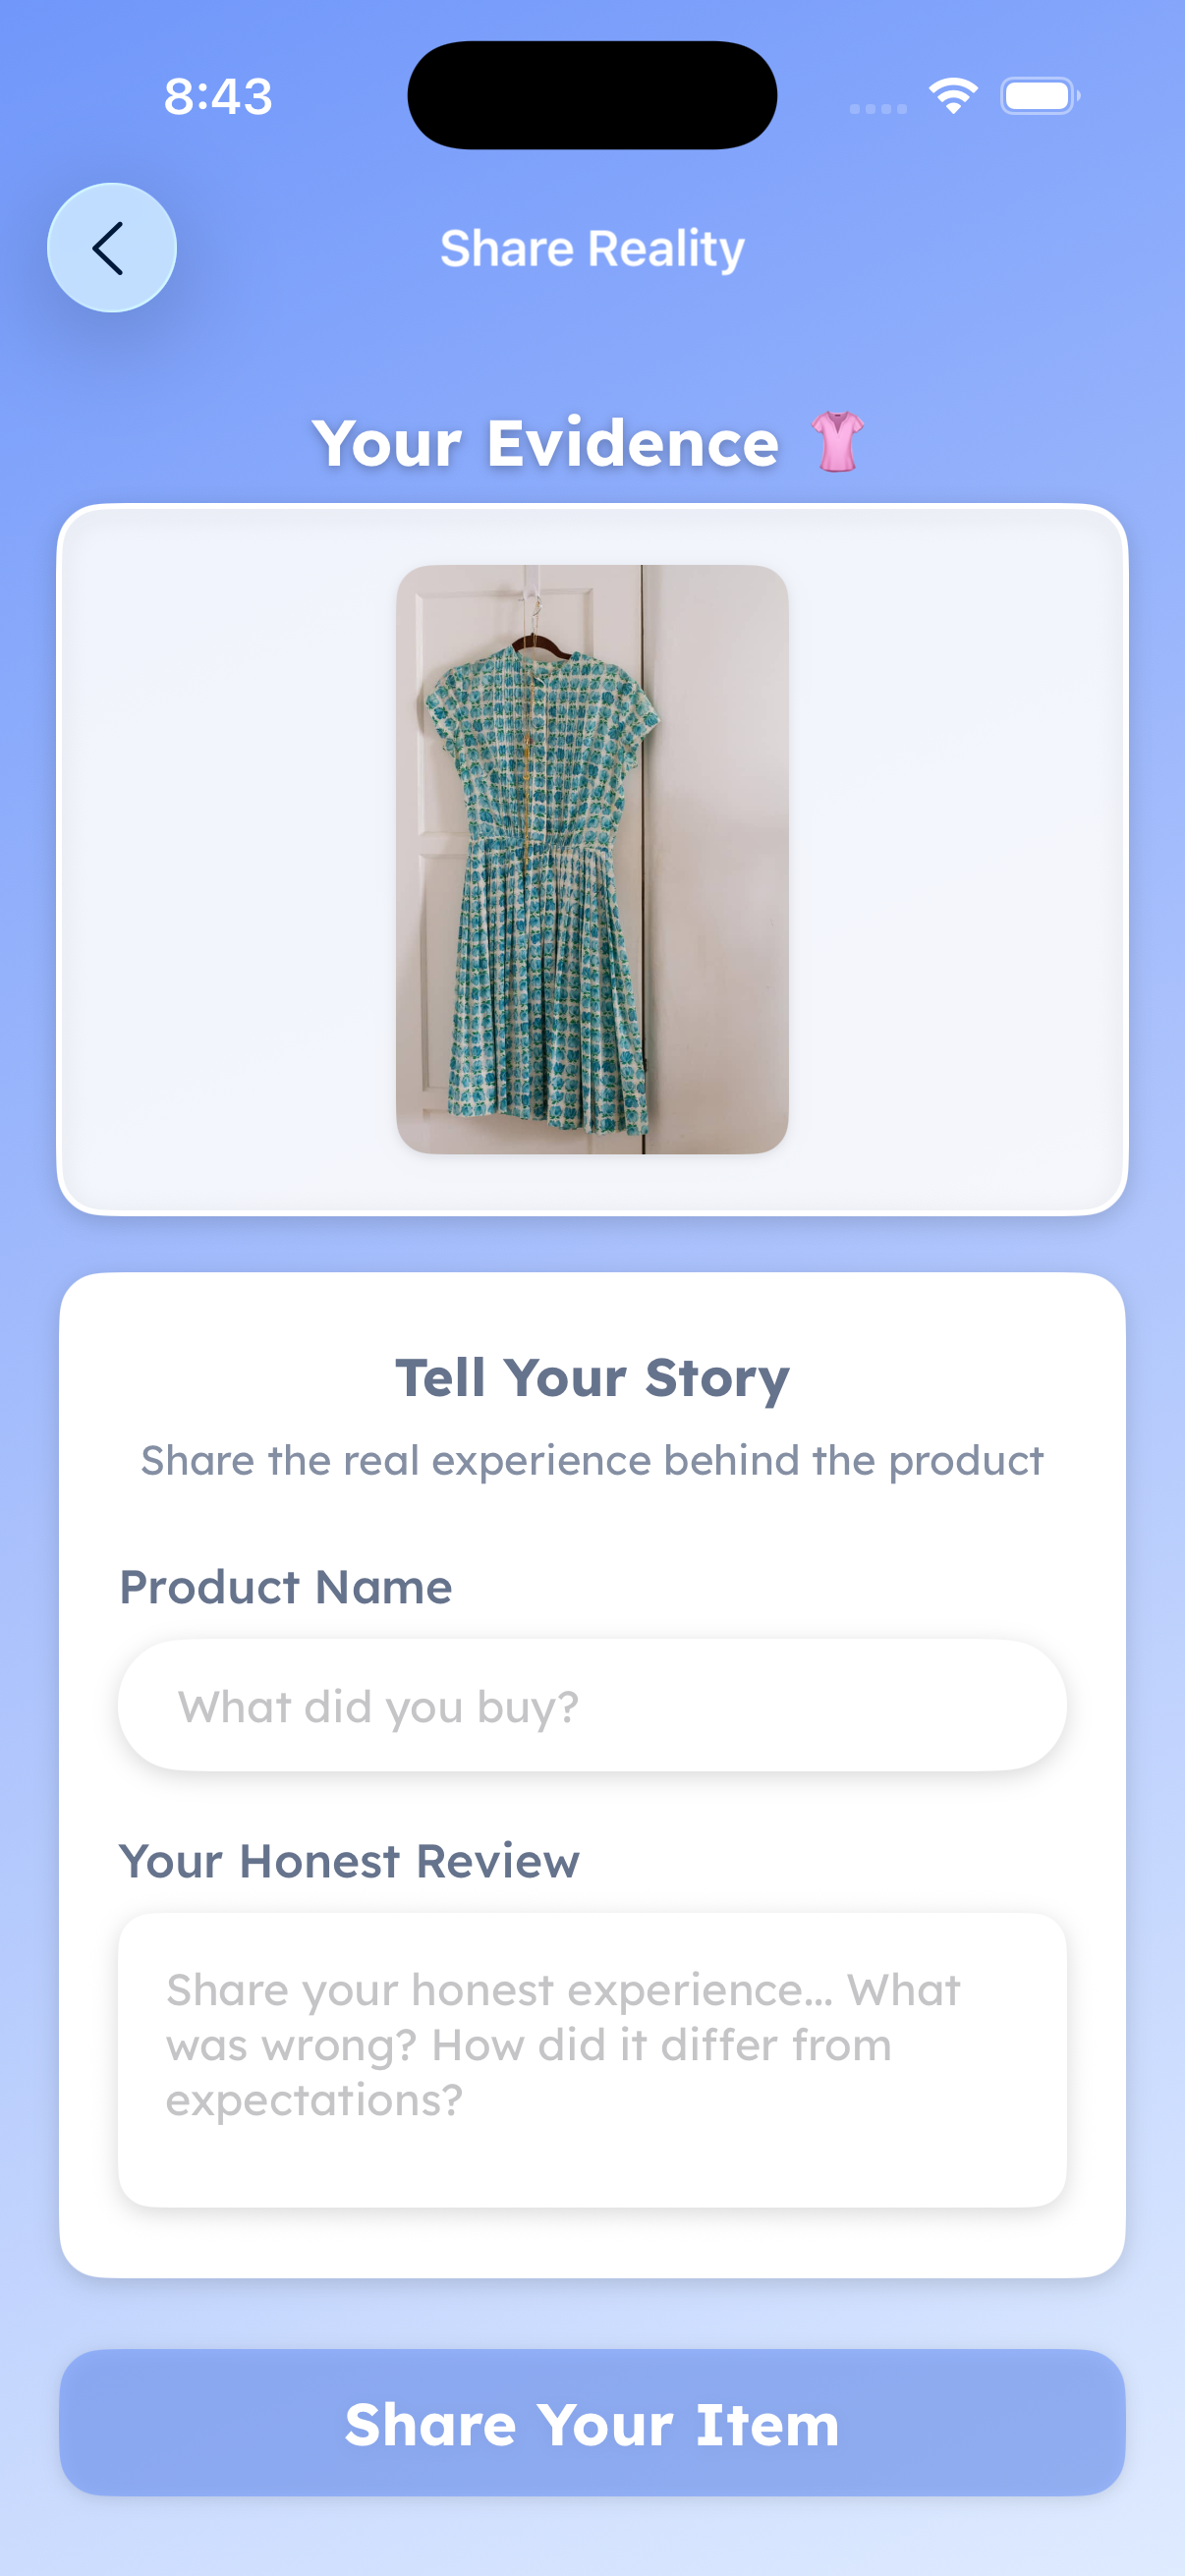 8:43
Share Reality
Your Evidence 👚
Tell Your Story
Share the real experience behind the product
Product Name
What did you buy?
Your Honest Review
Share your honest experience... What
was wrong? How did it differ from
expectations?
Share Your Item